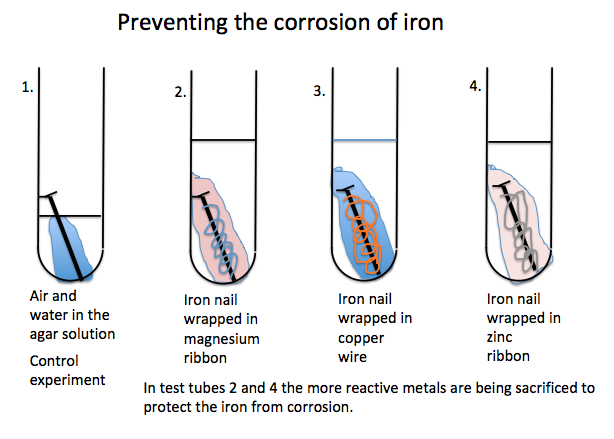 Preventing the corrosion of iron
1.
2.
3.
4.
Air and
water in the
agar solution
Control
experiment
Iron nail
wrapped in
magnesium
ribbon
Iron nail
wrapped in
copper
wire
Iron nail
wrapped in
zinc
ribbon
In test tubes 2 and 4 the more reactive metals are being sacrificed to
protect the iron from corrosion.